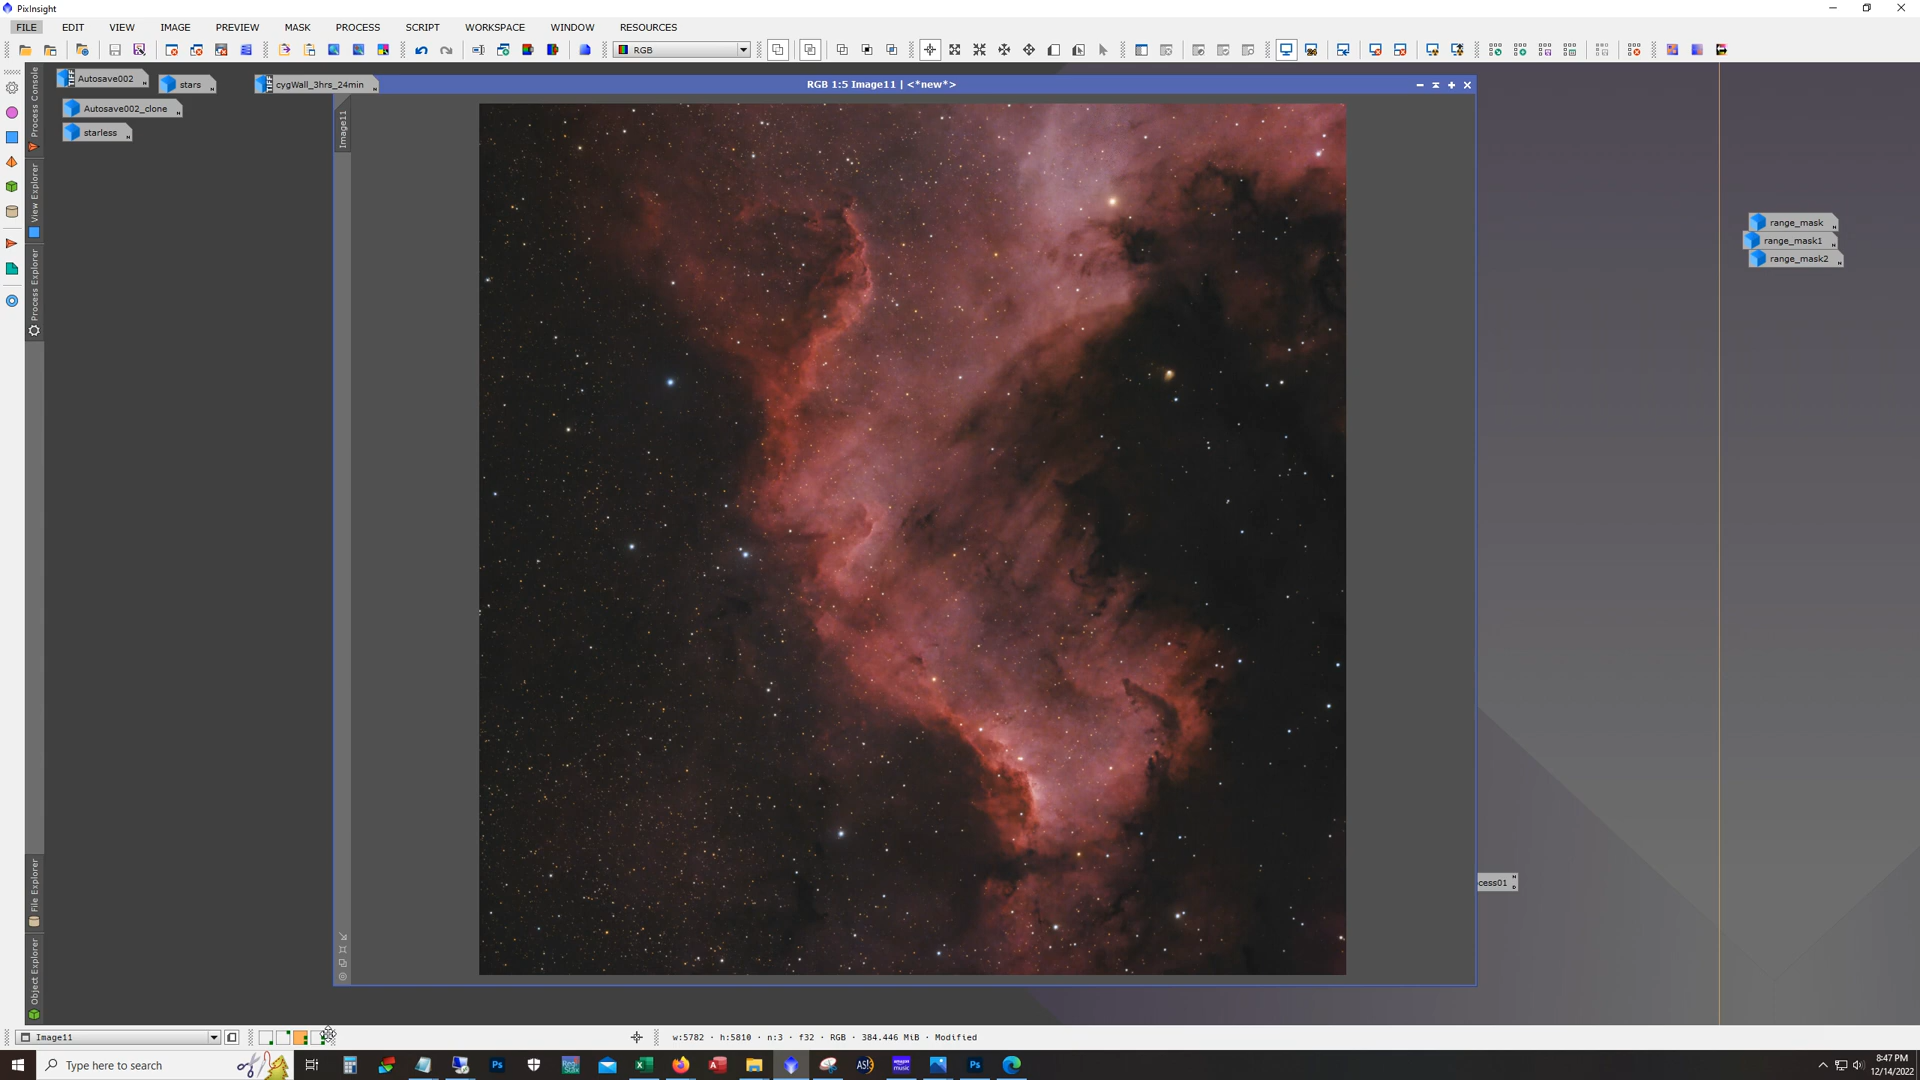 PixInsight
FILE EDIT VIEW IMAGE PREVIEW MASK PROCESS SCRIPT WORKSPACE WINDOW RESOURCES
RGB
Autosave002
stars
cygWall_3hrs_24min
RGB 1:5 Image11 | <*new*>
Autosave002_clone
starless
Process Console
View Explorer
Process Explorer
File Explorer
Object Explorer
Image11
range_mask
range_mask1
range_mask2
cess01
Image11
w:5782 · h:5810 · n:3 · f32 · RGB · 384.446 MiB · Modified
Type here to search
Ps
Ps
8:47 PM
12/14/2022